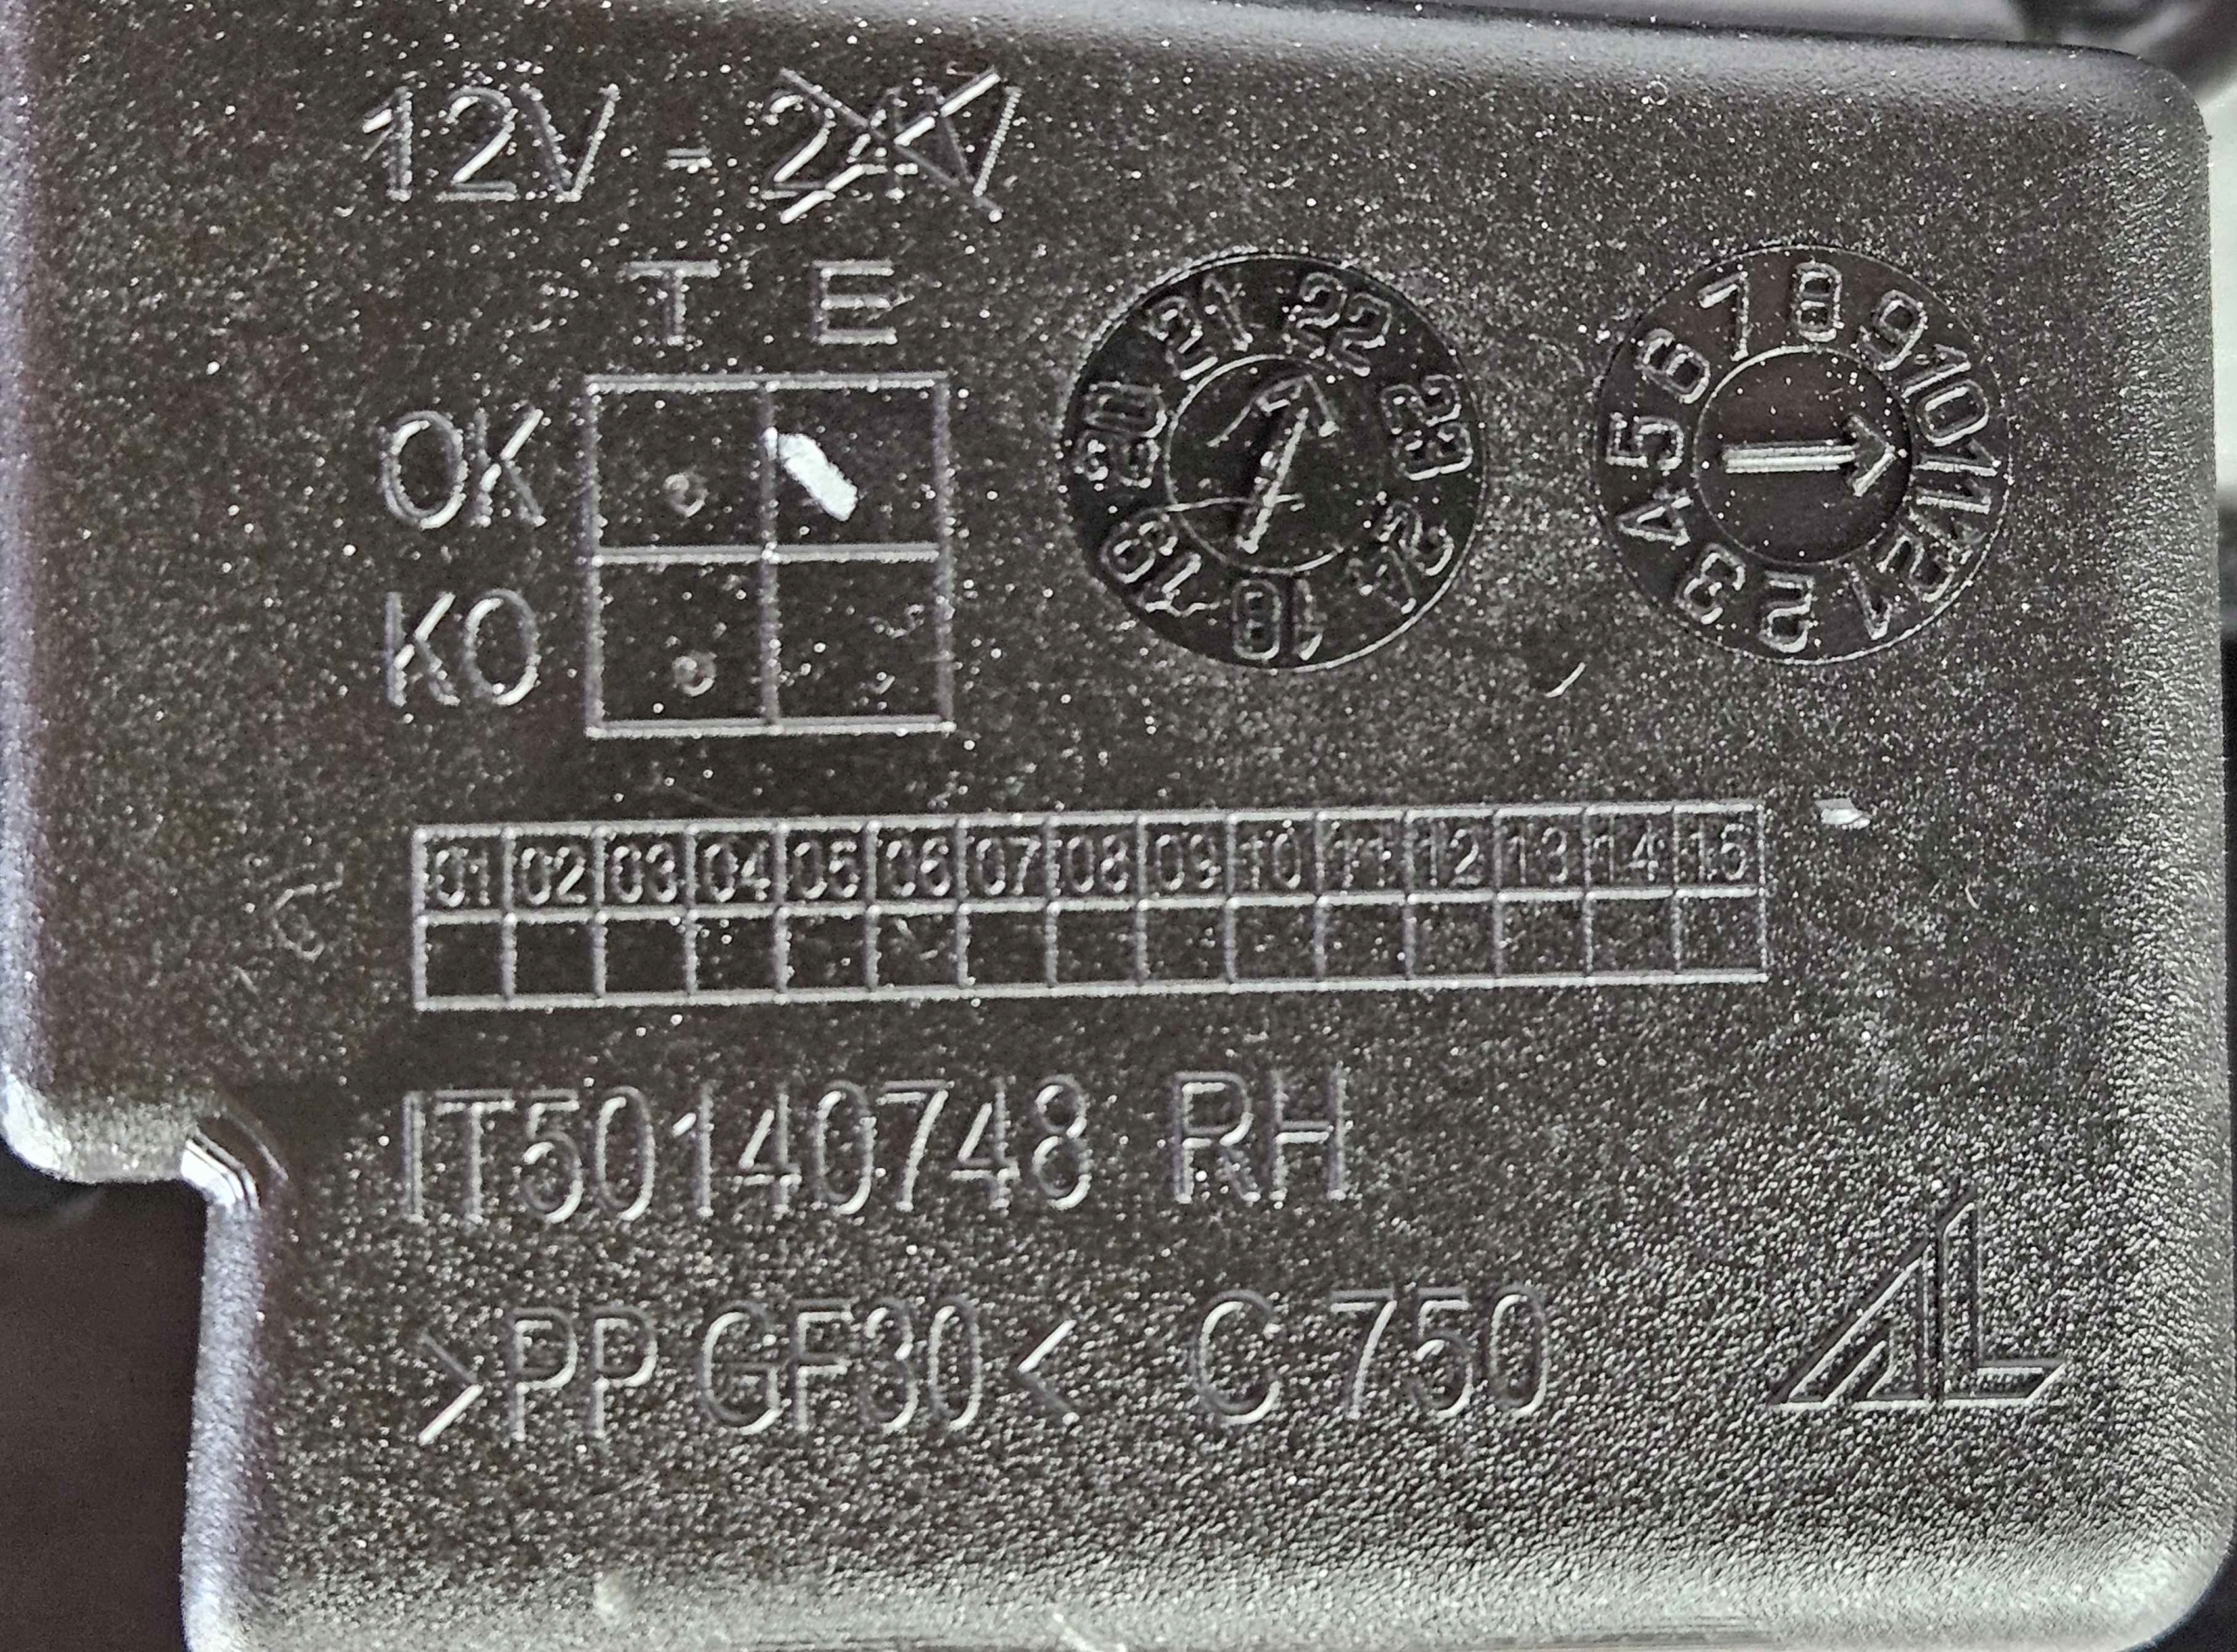 12V - 24V
T E
OK
KO
18 19 20 21 22 23 24
1 2 3 4 5 6 7 8 9 10 11 12
01 02 03 04 05 06 07 08 09 10 11 12 13 14 15
IT50140748 RH
>PP GF30< C 750
AL